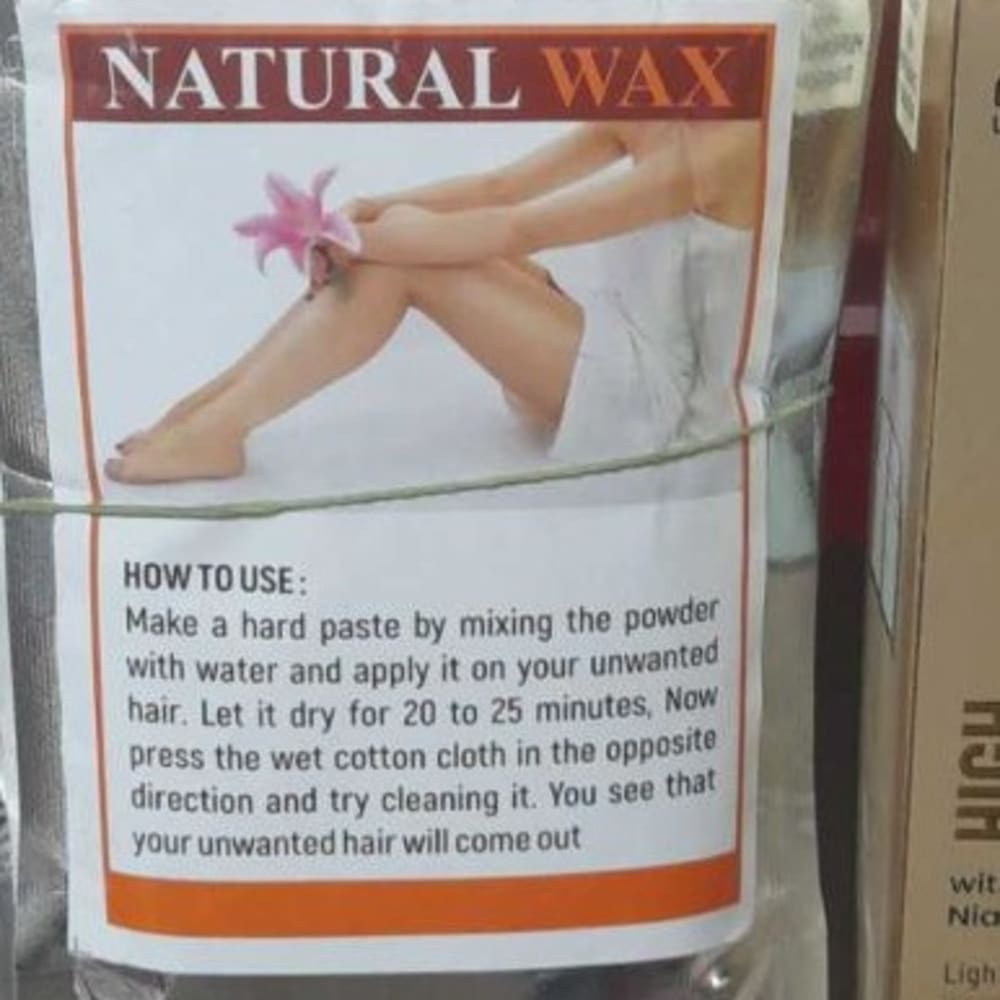 NATURAL WAX
HOW TO USE :
Make a hard paste by mixing the powder
with water and apply it on your unwanted
hair. Let it dry for 20 to 25 minutes, Now
press the wet cotton cloth in the opposite
direction and try cleaning it. You see that
your unwanted hair will come out
HIGH
wit
Nia
Ligh